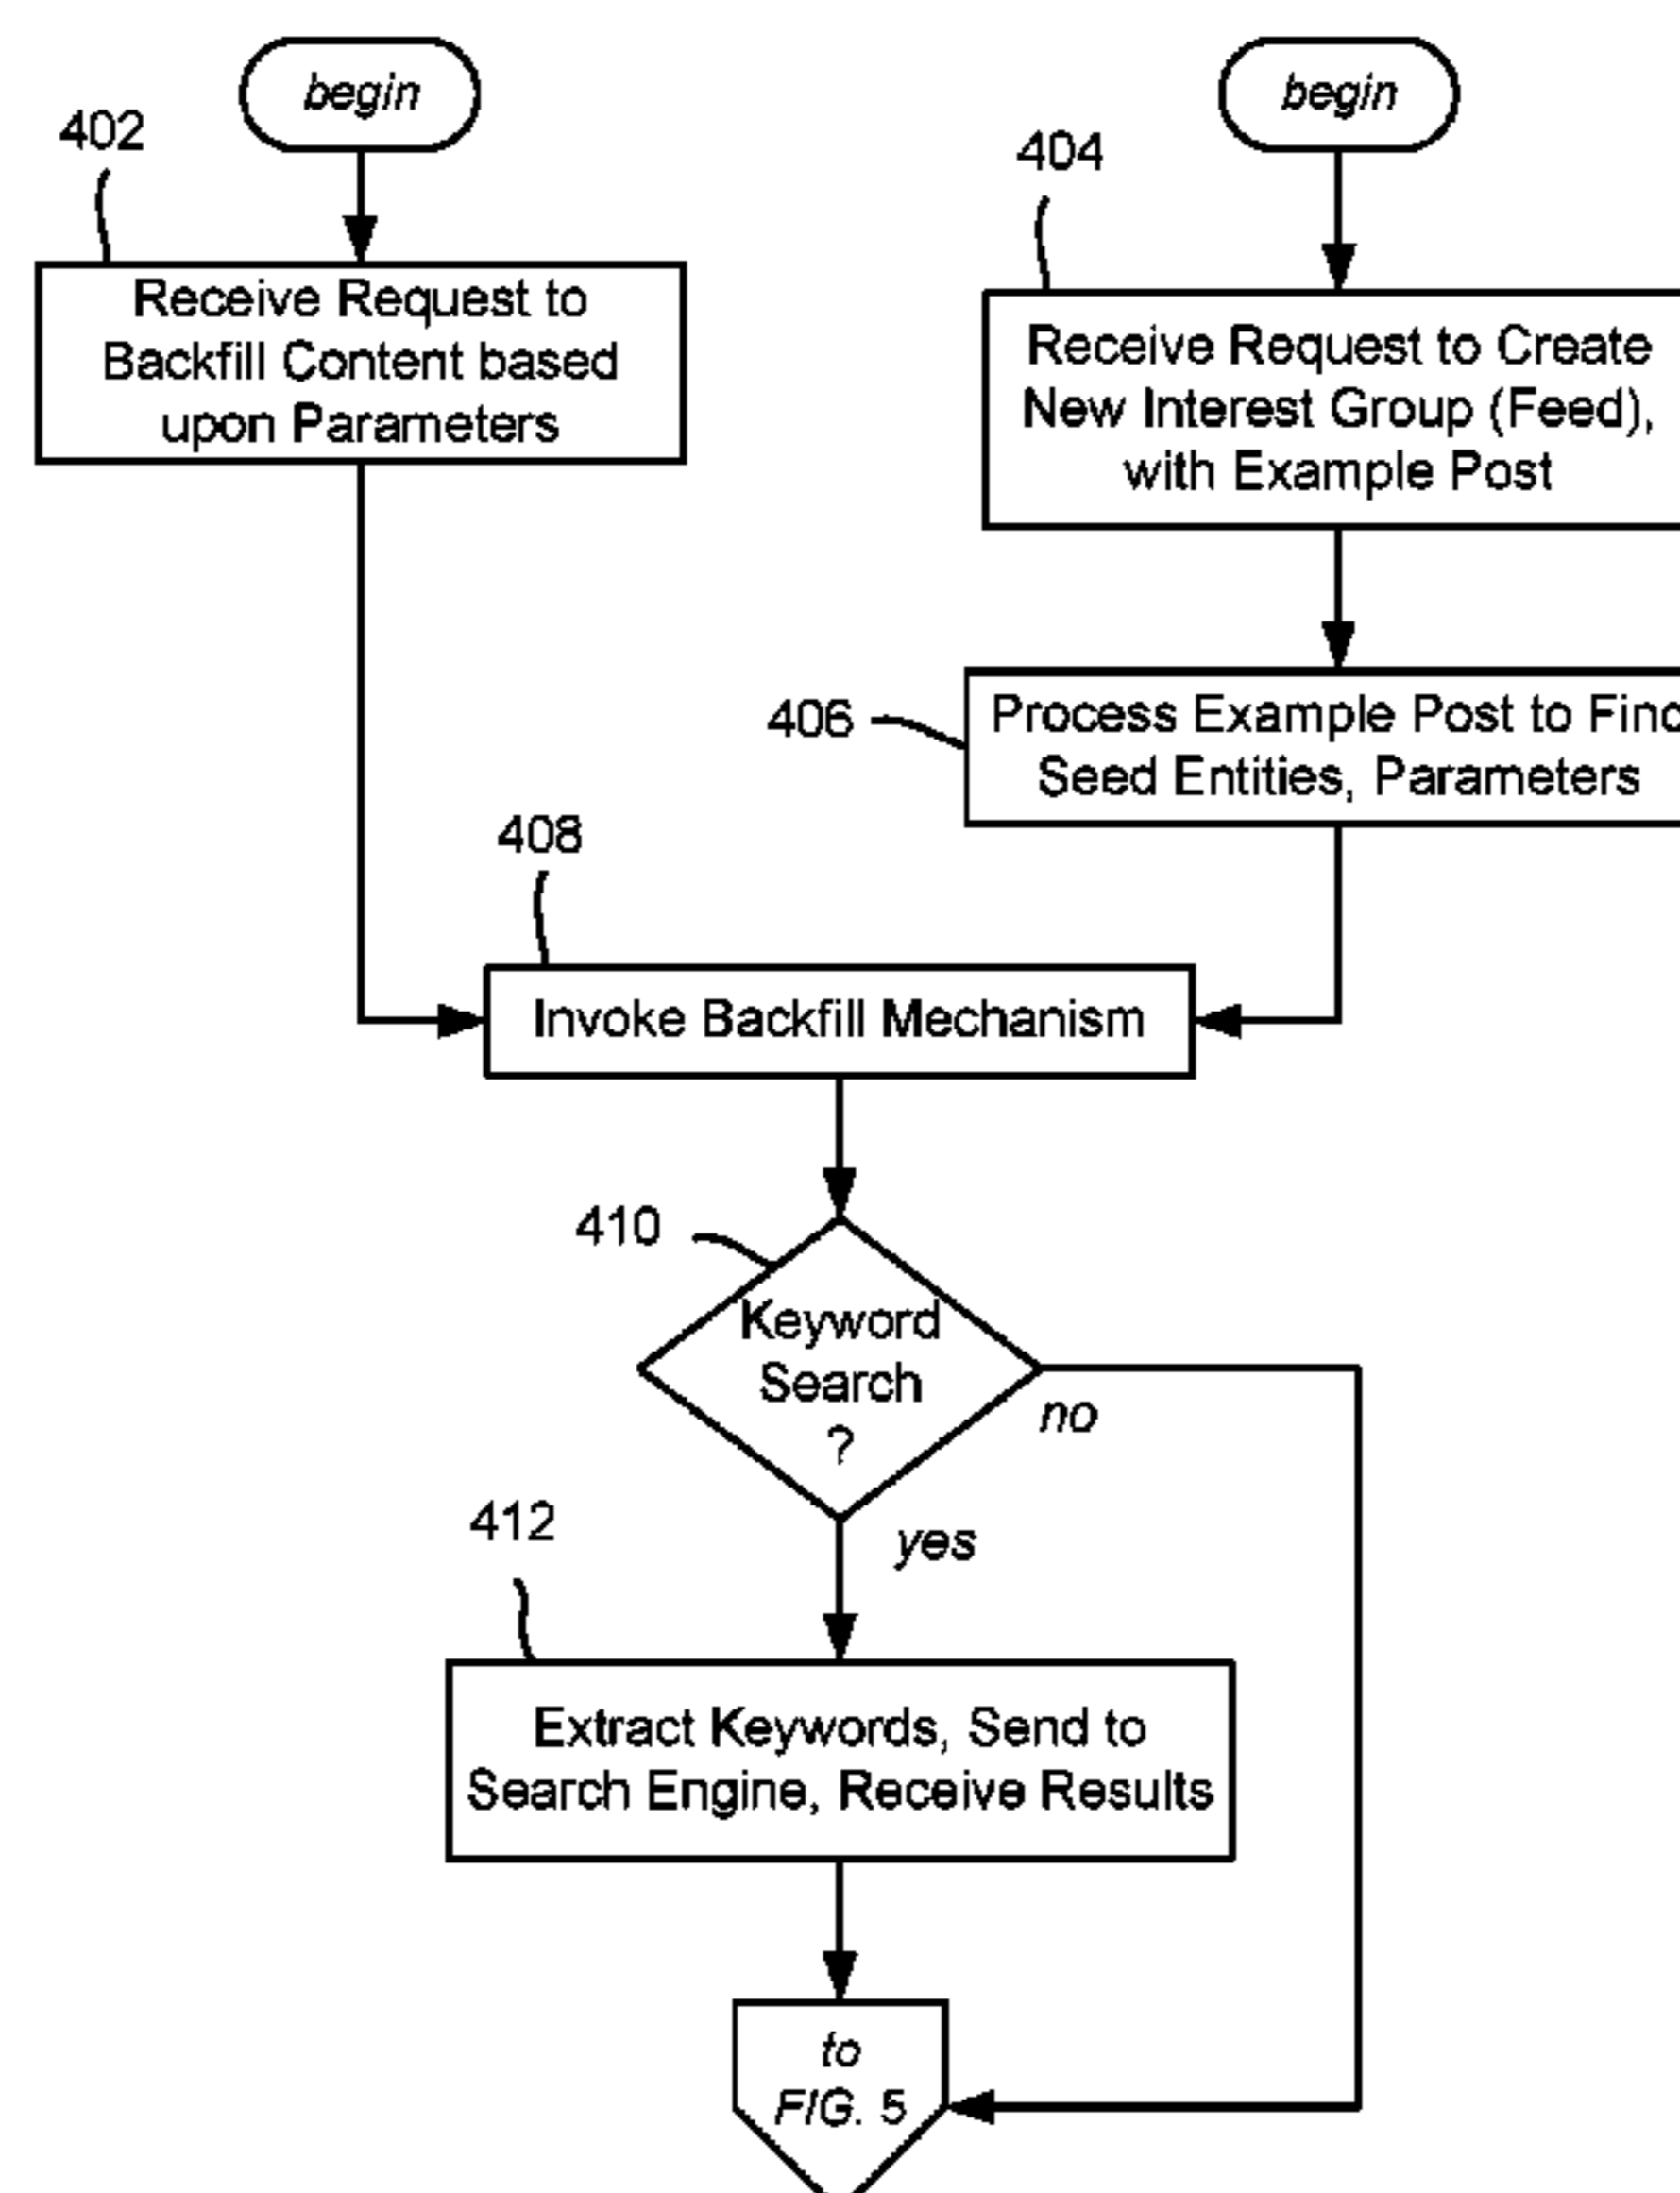 begin
begin
402
404
Receive Request to
Backfill Content based
upon Parameters
Receive Request to Create
New Interest Group (Feed),
with Example Post
406
Process Example Post to Find
Seed Entities, Parameters
408
Invoke Backfill Mechanism
410
Keyword
Search
?
no
yes
412
Extract Keywords, Send to
Search Engine, Receive Results
to
FIG. 5